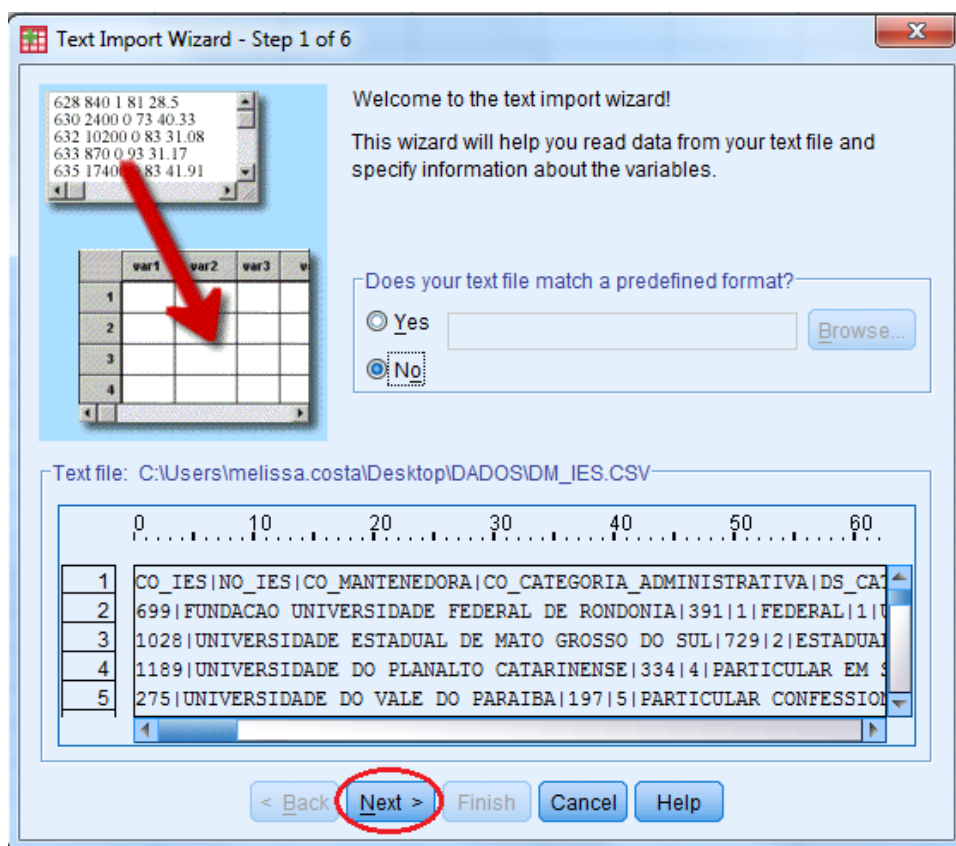 Text Import Wizard - Step 1 of 6
628 840 1 81 28.5
630 2400 0 73 40.33
632 10200 0 83 31.08
633 870 0 93 31.17
635 1740 83 41.91
var1 var2 var3 v
1
2
3
4
Welcome to the text import wizard!
This wizard will help you read data from your text file and
specify information about the variables.
Does your text file match a predefined format?
Yes
Browse...
No
Text file: C:\Users\melissa.costa\Desktop\DADOS\DM_IES.CSV
0 10 20 30 40 50 60
1 CO_IES|NO_IES|CO_MANTENEDORA|CO_CATEGORIA_ADMINISTRATIVA|DS_CAT
2 699|FUNDACAO UNIVERSIDADE FEDERAL DE RONDONIA|391|1|FEDERAL|1|U
3 1028|UNIVERSIDADE ESTADUAL DE MATO GROSSO DO SUL|729|2|ESTADUAL
4 1189|UNIVERSIDADE DO PLANALTO CATARINENSE|334|4|PARTICULAR EM S
5 275|UNIVERSIDADE DO VALE DO PARAIBA|197|5|PARTICULAR CONFESSION
< Back Next > Finish Cancel Help